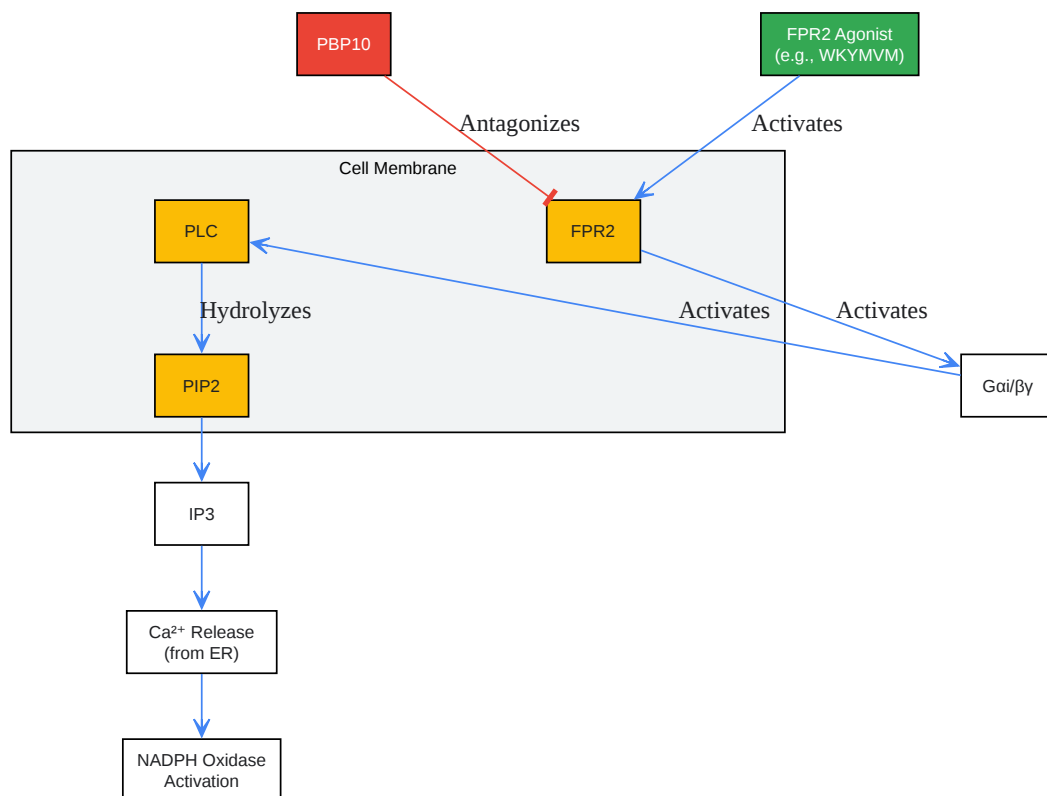 PBP10
FPR2 Agonist
(e.g., WKYMVM)
Antagonizes
Activates
Cell Membrane
PLC
FPR2
Hydrolyzes
Activates
Activates
PIP2
Gαi/βγ
IP3
Ca²⁺ Release
(from ER)
NADPH Oxidase
Activation